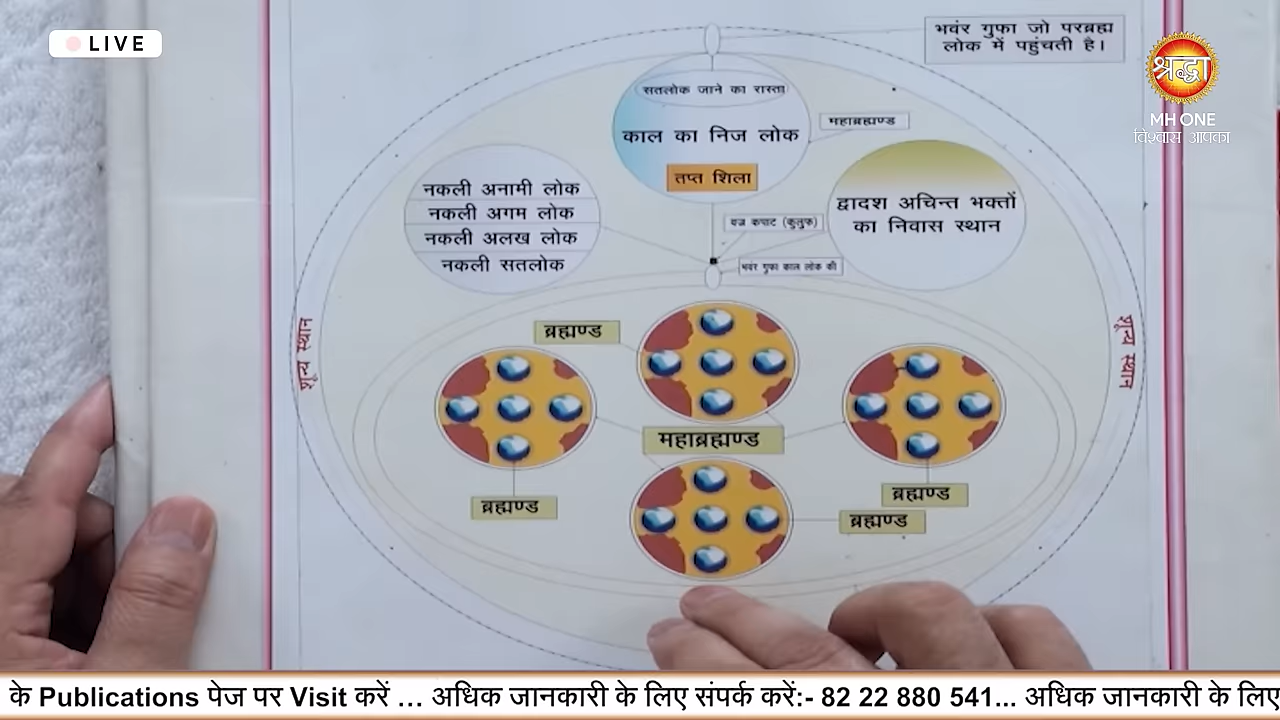 LIVE
भवंर गुफा जो परब्रह्म
लोक में पहुंचती है।
श्रद्धा
MH ONE
विश्वास आपका
सतलोक जाने का रास्ता
काल का निज लोक
महाब्रह्मण्ड
तप्त शिला
नकली अनामी लोक
नकली अगम लोक
नकली अलख लोक
नकली सतलोक
द्वादश अचिन्त भक्तों
का निवास स्थान
वज्र कपाट (कुलुफ)
भवंर गुफा काल लोक की
शून्य स्थान
शून्य स्थान
ब्रह्मण्ड
महाब्रह्मण्ड
ब्रह्मण्ड
ब्रह्मण्ड
ब्रह्मण्ड
के Publications पेज पर Visit करें ... अधिक जानकारी के लिए संपर्क करें:- 82 22 880 541... अधिक जानकारी के लिए